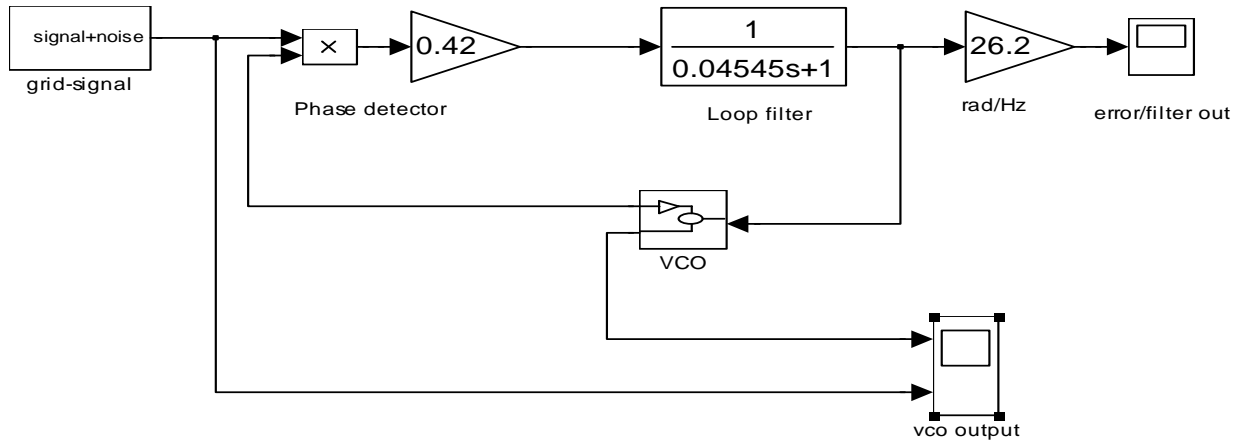 signal+noise
grid-signal
×
Phase detector
0.42
1
0.04545s+1
Loop filter
26.2
rad/Hz
error/filter out
VCO
vco output